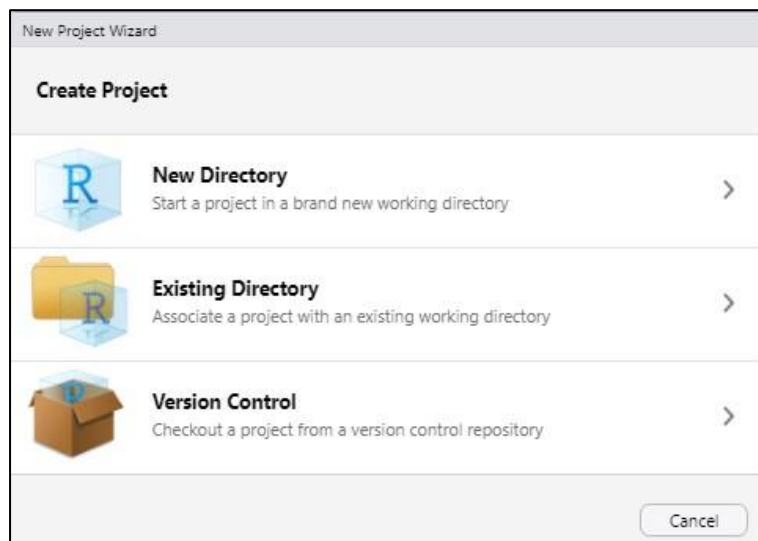 New Project Wizard
Create Project
R
New Directory
Start a project in a brand new working directory
R
Existing Directory
Associate a project with an existing working directory
Version Control
Checkout a project from a version control repository
Cancel